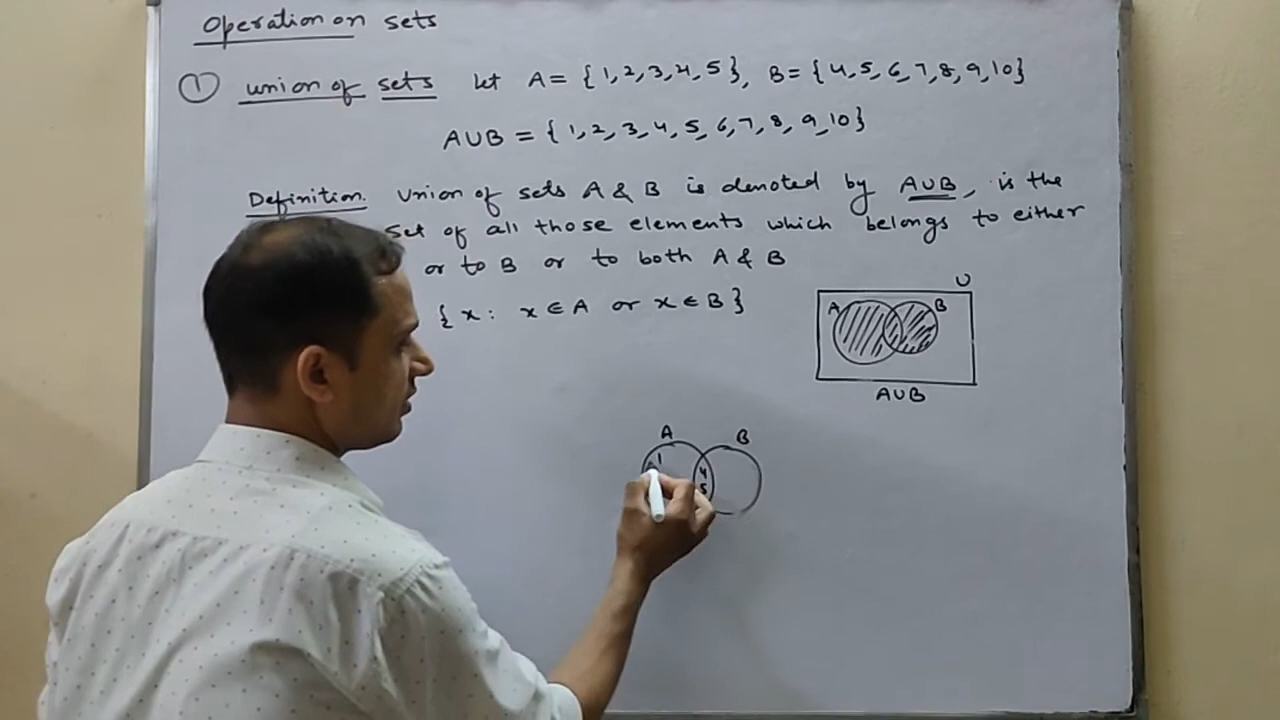 Operation on sets
① union of sets let A = { 1, 2, 3, 4, 5 }, B = { 4, 5, 6, 7, 8, 9, 10 }
A∪B = { 1, 2, 3, 4, 5, 6, 7, 8, 9, 10 }
Definition. Union of sets A & B is denoted by A∪B, is the
set of all those elements which belongs to either
or to B or to both A & B
{ x : x ∈ A or x ∈ B }
U
A B
A∪B
A B
1 4
5